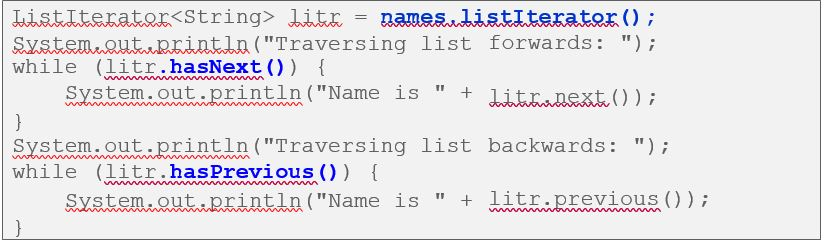 ListIterator<String> litr = names.listIterator();
System.out.println("Traversing list forwards: ");
while (litr.hasNext()) {
    System.out.println("Name is " + litr.next());
}
System.out.println("Traversing list backwards: ");
while (litr.hasPrevious()) {
    System.out.println("Name is " + litr.previous());
}